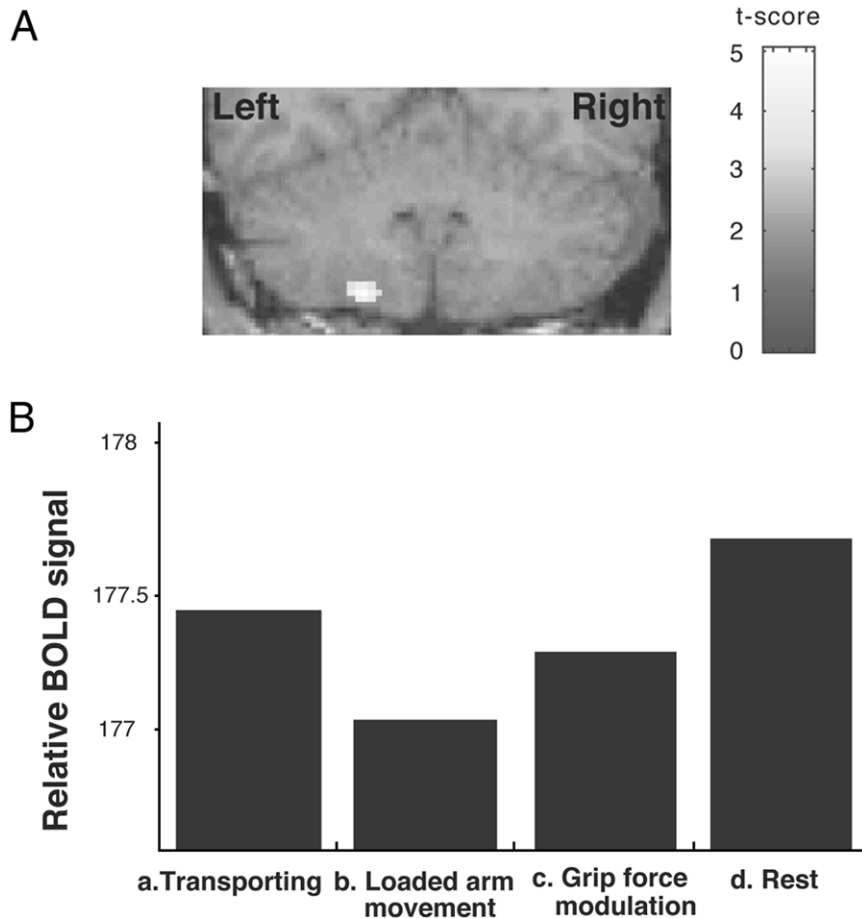 A
t-score
Left
Right
5
4
3
2
1
0
B
178
177.5
177
Relative BOLD signal
a.Transporting
b. Loaded arm
movement
c. Grip force
modulation
d. Rest